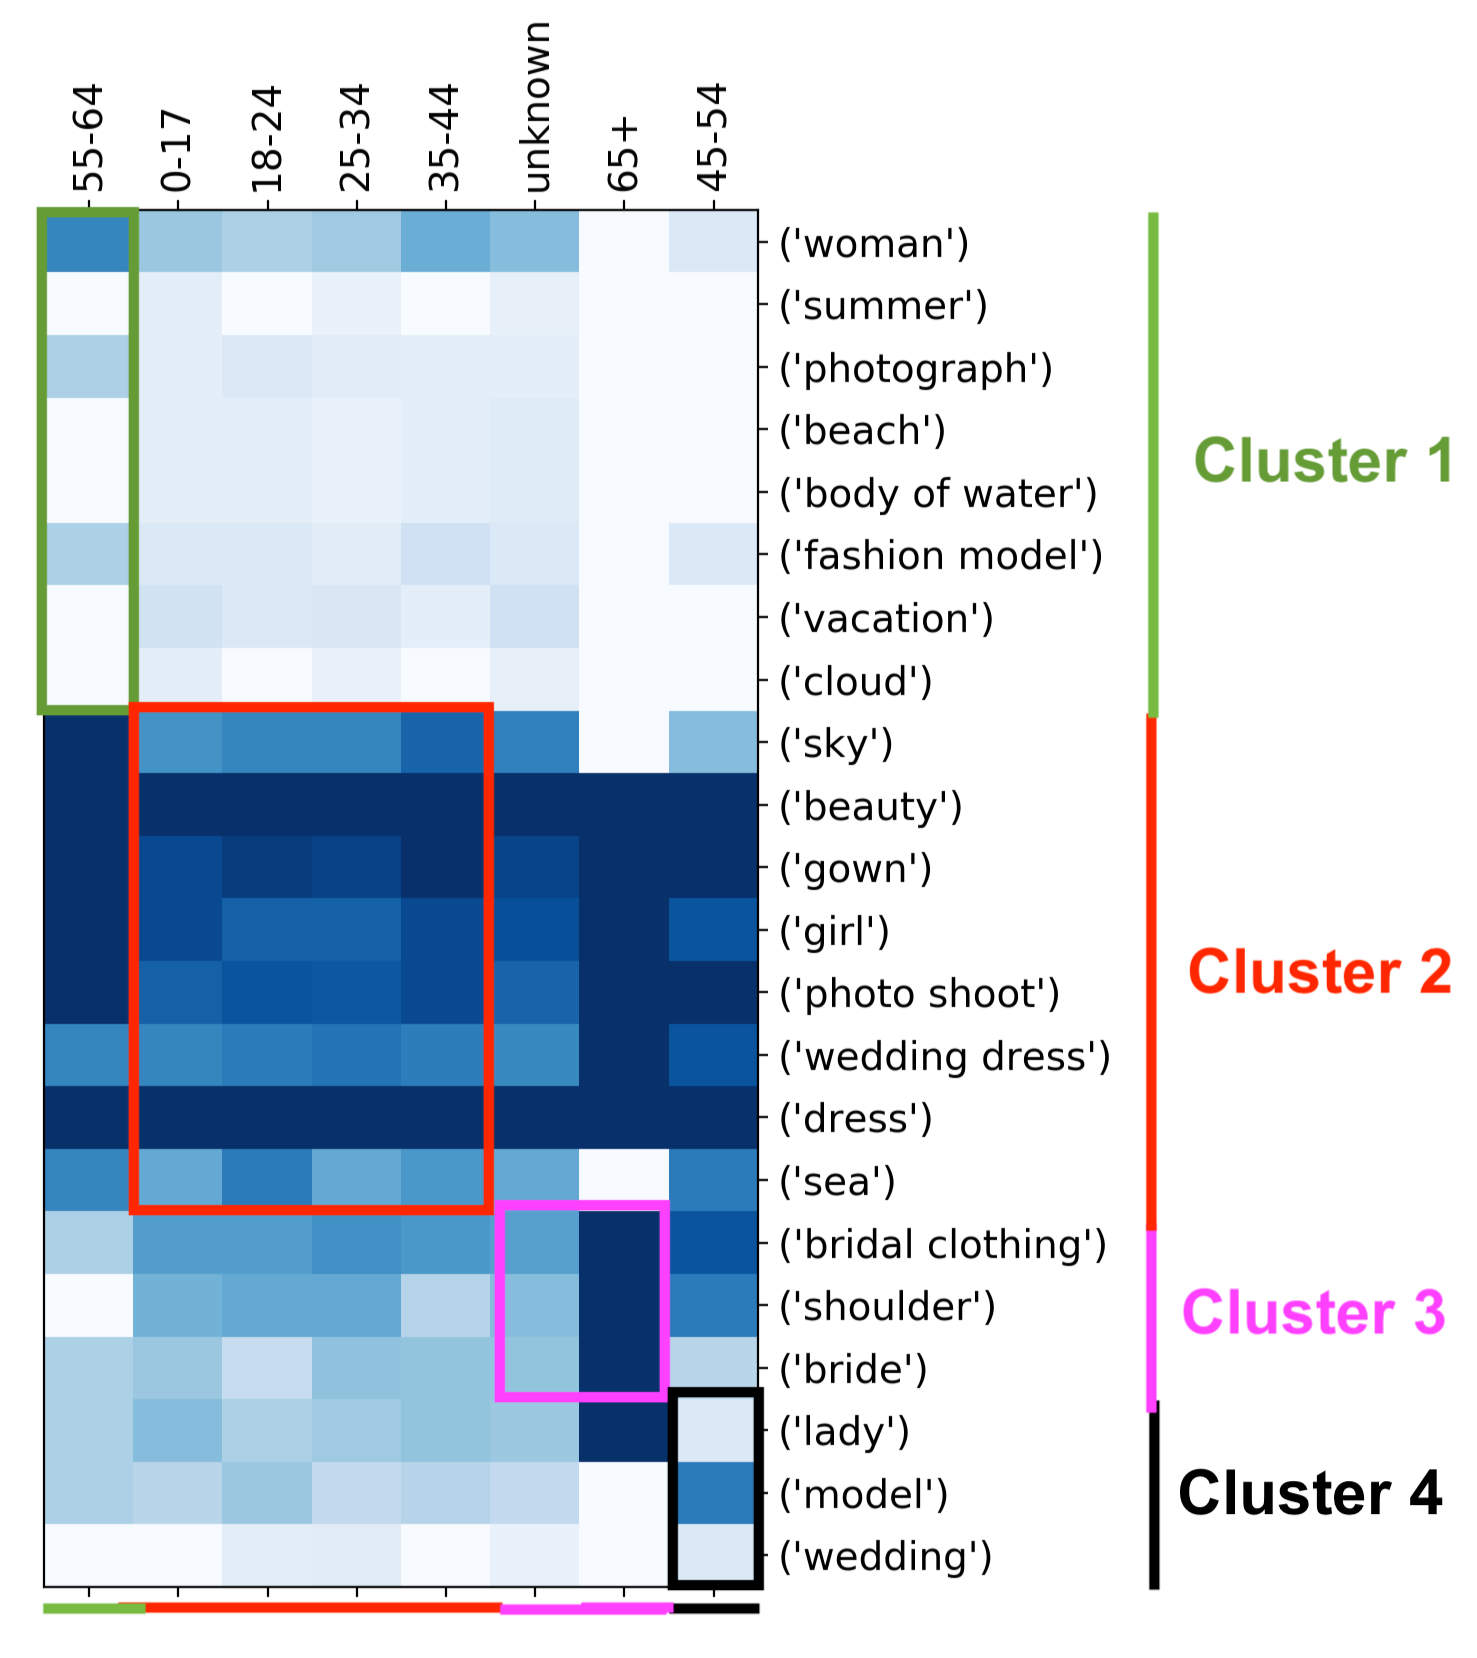 55-64
0-17
18-24
25-34
35-44
unknown
65+
45-54
('woman')
('summer')
('photograph')
('beach')
('body of water')
('fashion model')
('vacation')
('cloud')
('sky')
('beauty')
('gown')
('girl')
('photo shoot')
('wedding dress')
('dress')
('sea')
('bridal clothing')
('shoulder')
('bride')
('lady')
('model')
('wedding')
Cluster 1
Cluster 2
Cluster 3
Cluster 4